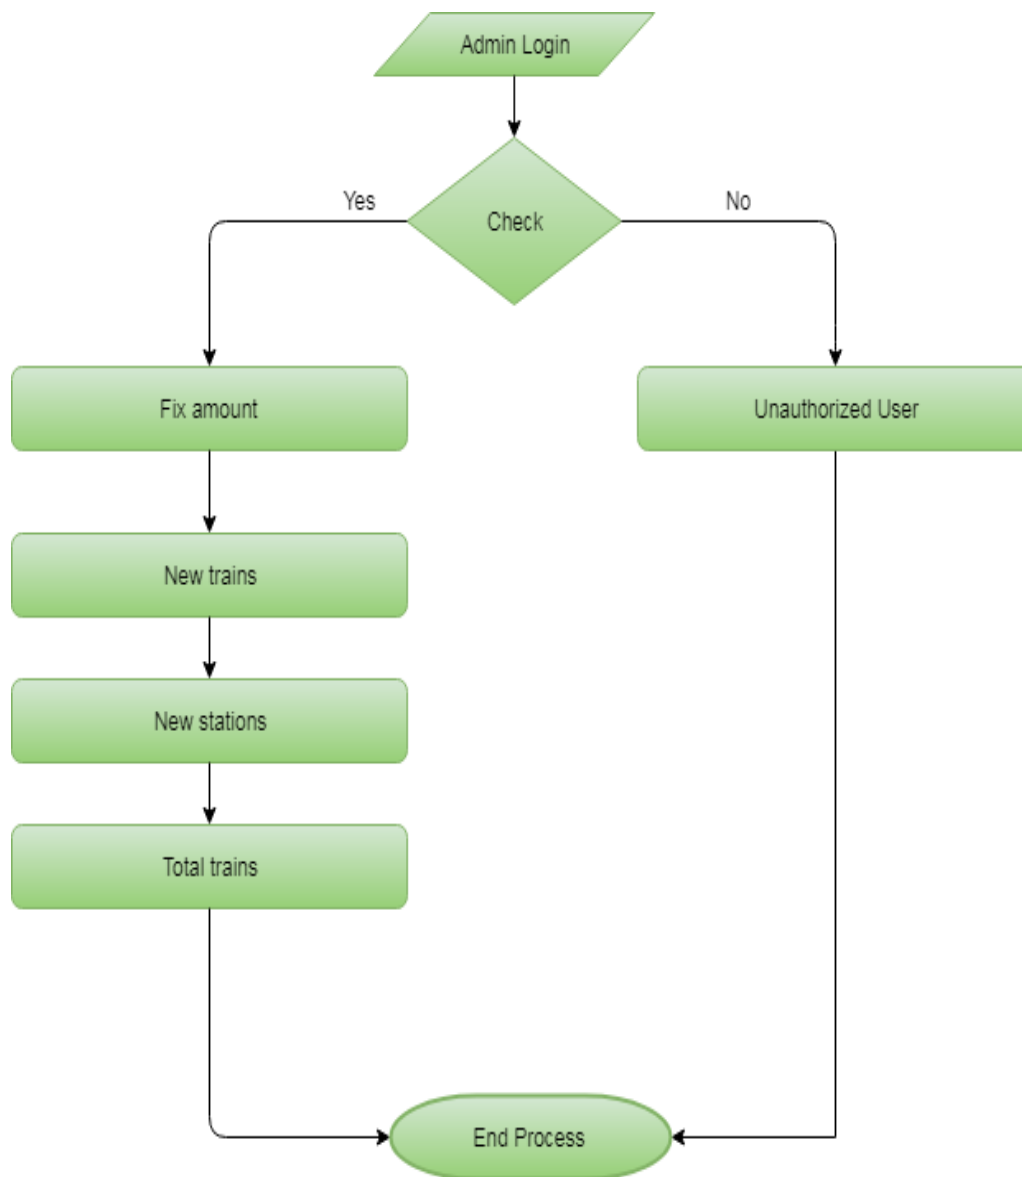 Admin Login
Check
Yes
No
Fix amount
Unauthorized User
New trains
New stations
Total trains
End Process